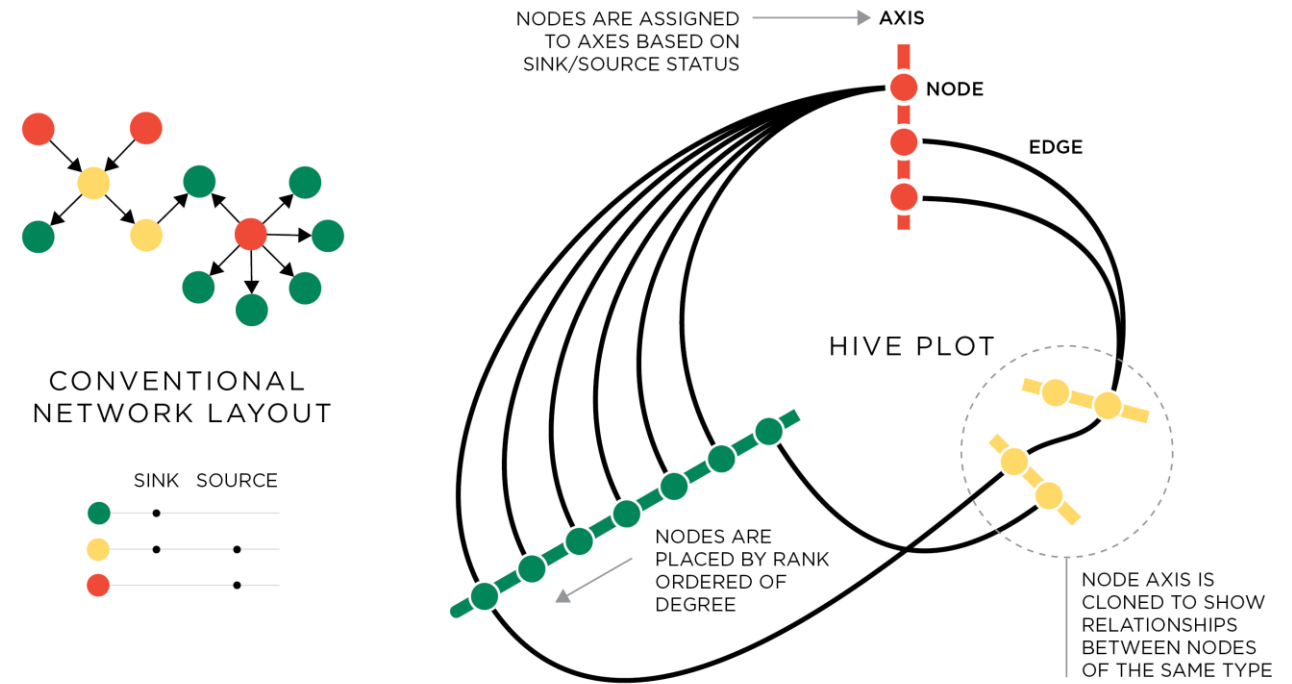 NODES ARE ASSIGNED
TO AXES BASED ON
SINK/SOURCE STATUS
AXIS
NODE
EDGE
HIVE PLOT
CONVENTIONAL
NETWORK LAYOUT
SINK SOURCE
NODES ARE
PLACED BY RANK
ORDERED OF
DEGREE
NODE AXIS IS
CLONED TO SHOW
RELATIONSHIPS
BETWEEN NODES
OF THE SAME TYPE